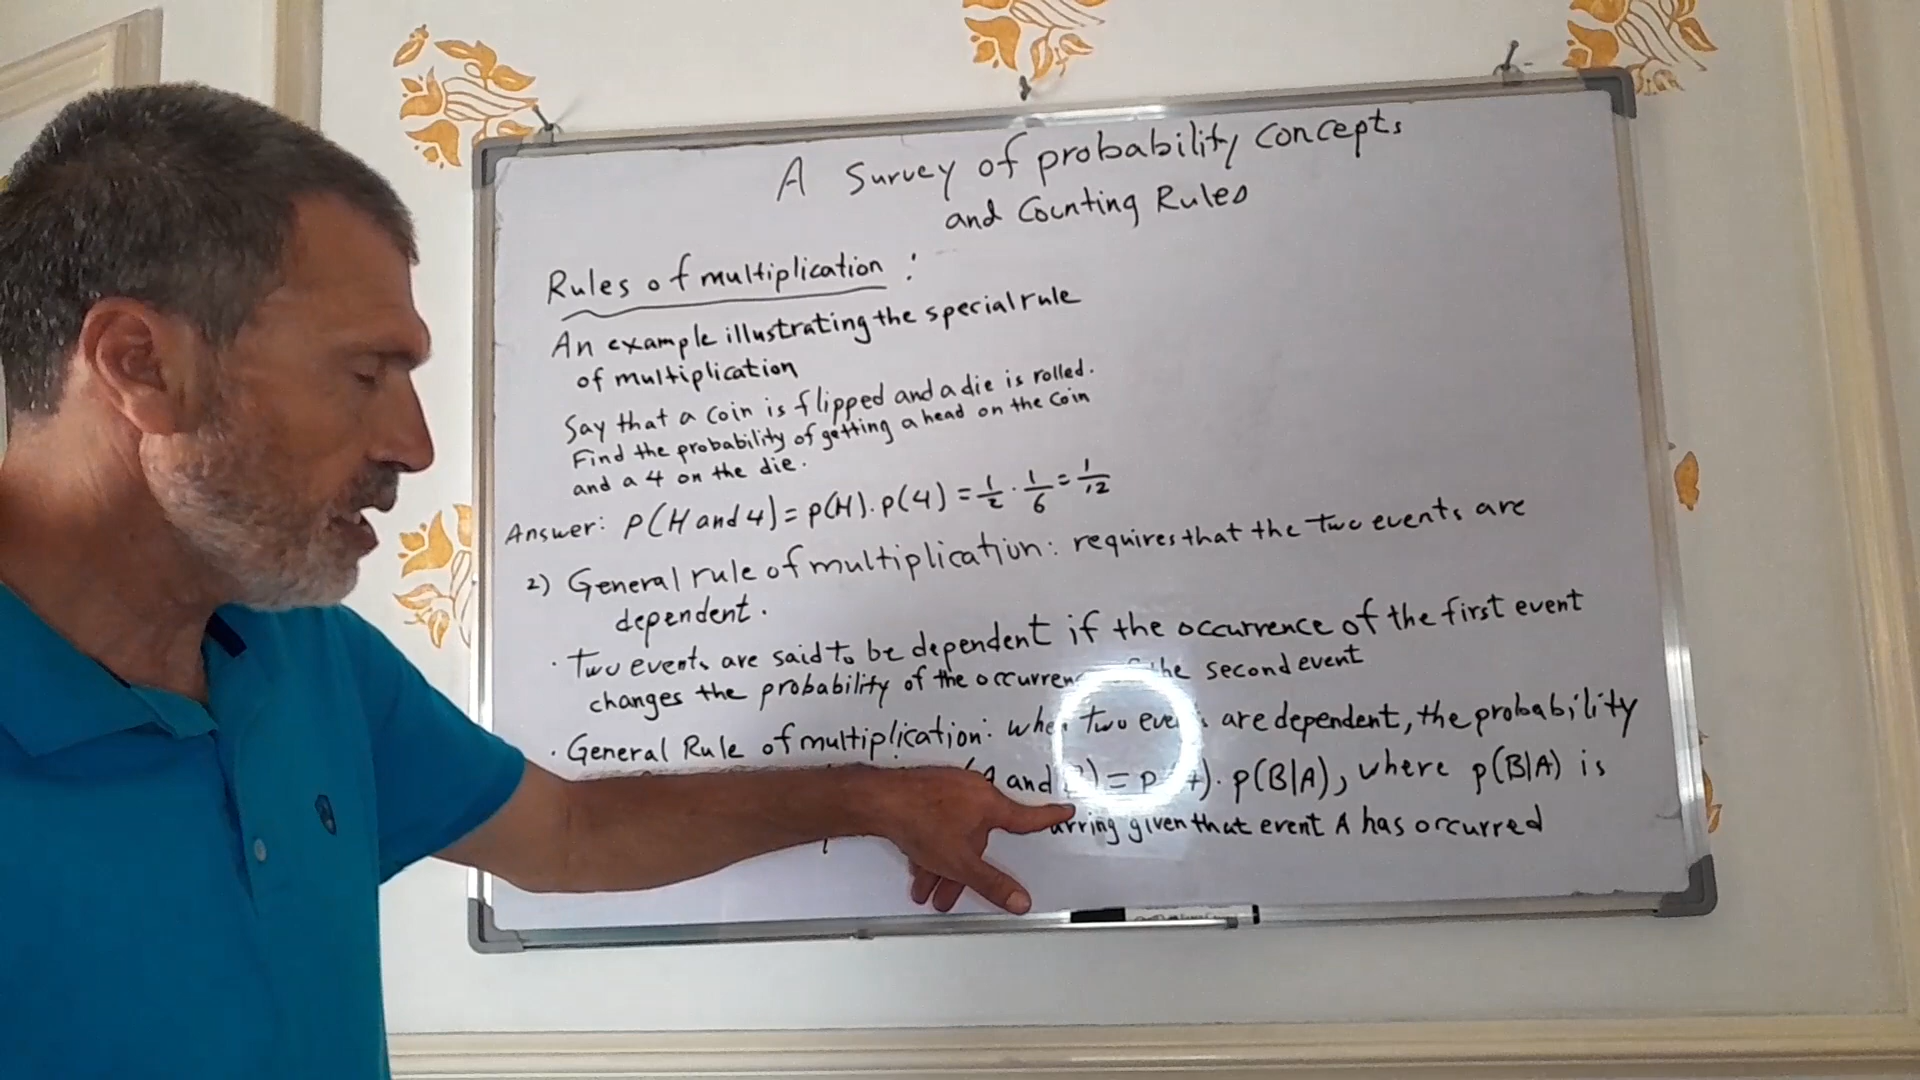 A Survey of probability concepts
and Counting Rules
Rules of multiplication :
An example illustrating the special rule
of multiplication
Say that a coin is flipped and a die is rolled.
Find the probability of getting a head on the coin
and a 4 on the die.
Answer: P(H and 4) = P(H). P(4) = 1/2 . 1/6 = 1/12
2) General rule of multiplication: requires that the two events are
dependent.
. Two events are said to be dependent if the occurrence of the first event
changes the probability of the the second event
. General Rule of multiplication: when two events are dependent, the probability
and = P . P(B|A), where P(B|A) is
given that event A has occurred